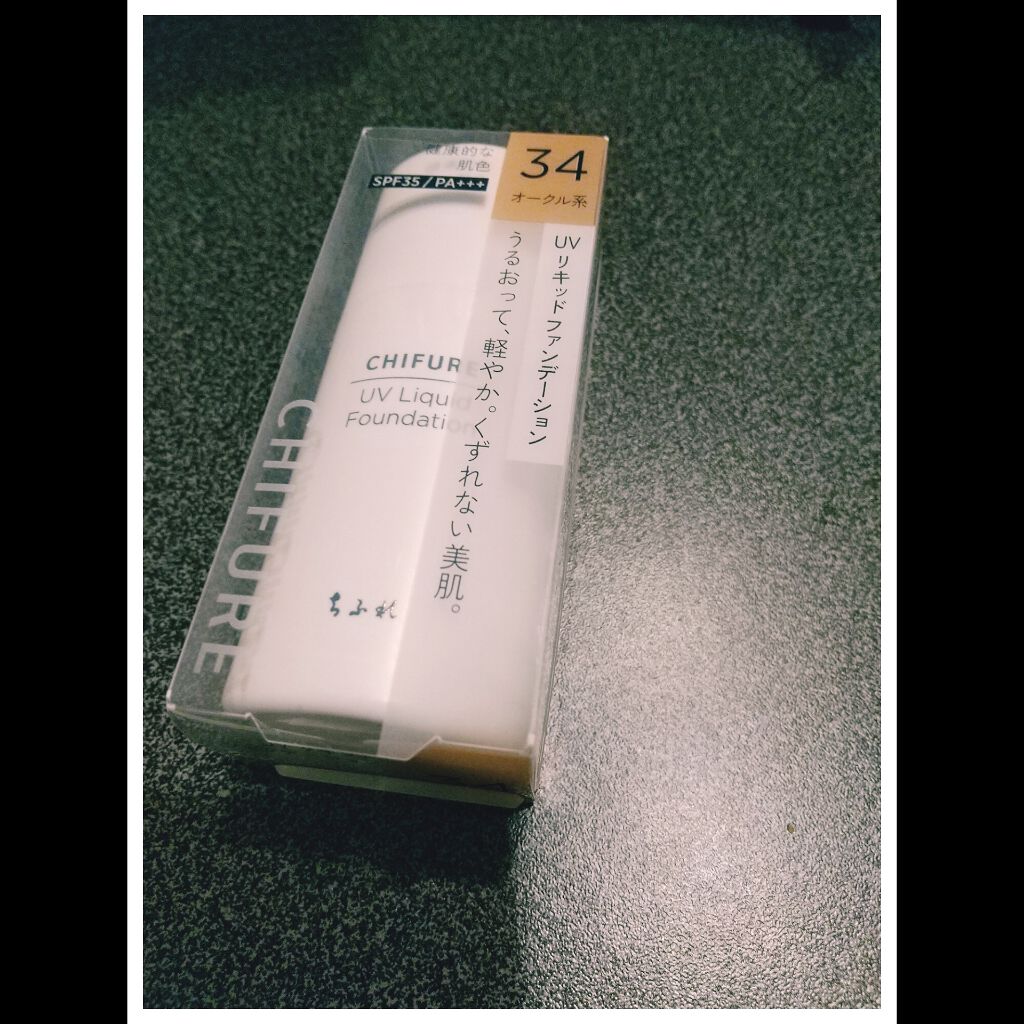 健康的な
肌色
SPF35/PA+++
34
オークル系
UV リキッド ファンデーション
うるおって、軽やか。くずれない美肌。
CHIFURE
UV Liquid
Foundation
ちふれ
CHIFURE